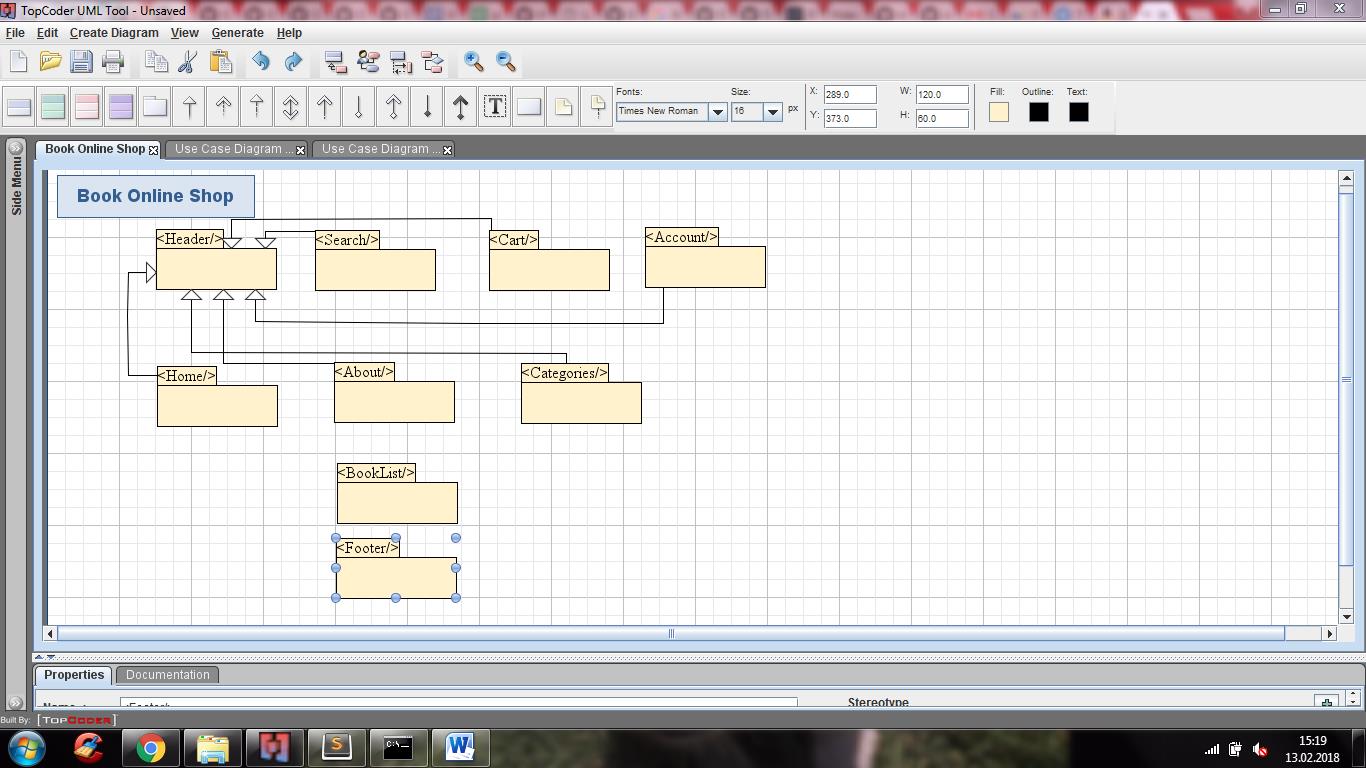 TopCoder UML Tool - Unsaved
File Edit Create Diagram View Generate Help
Fonts: Size: X: 289.0 W: 120.0 Fill: Outline: Text:
Times New Roman 16 px Y: 373.0 H: 60.0
T
Book Online Shop Use Case Diagram ... Use Case Diagram ...
Side Menu
Book Online Shop
<Header/> <Search/> <Cart/> <Account/>
<Home/> <About/> <Categories/>
<BookList/>
<Footer/>
Properties Documentation
Name : <Footer/> Stereotype
Built By: [TOPCODER]
C:\_
S W
15:19
13.02.2018